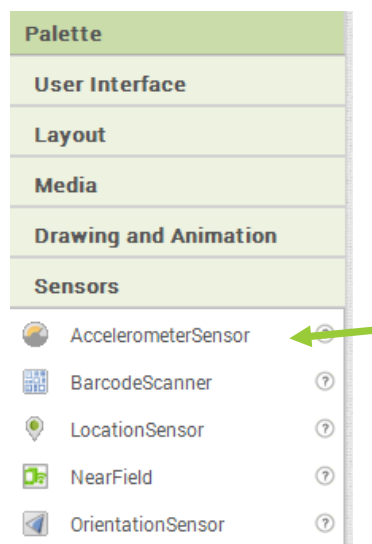 Palette
User Interface
Layout
Media
Drawing and Animation
Sensors
AccelerometerSensor ?
BarcodeScanner ?
LocationSensor ?
NearField ?
OrientationSensor ?